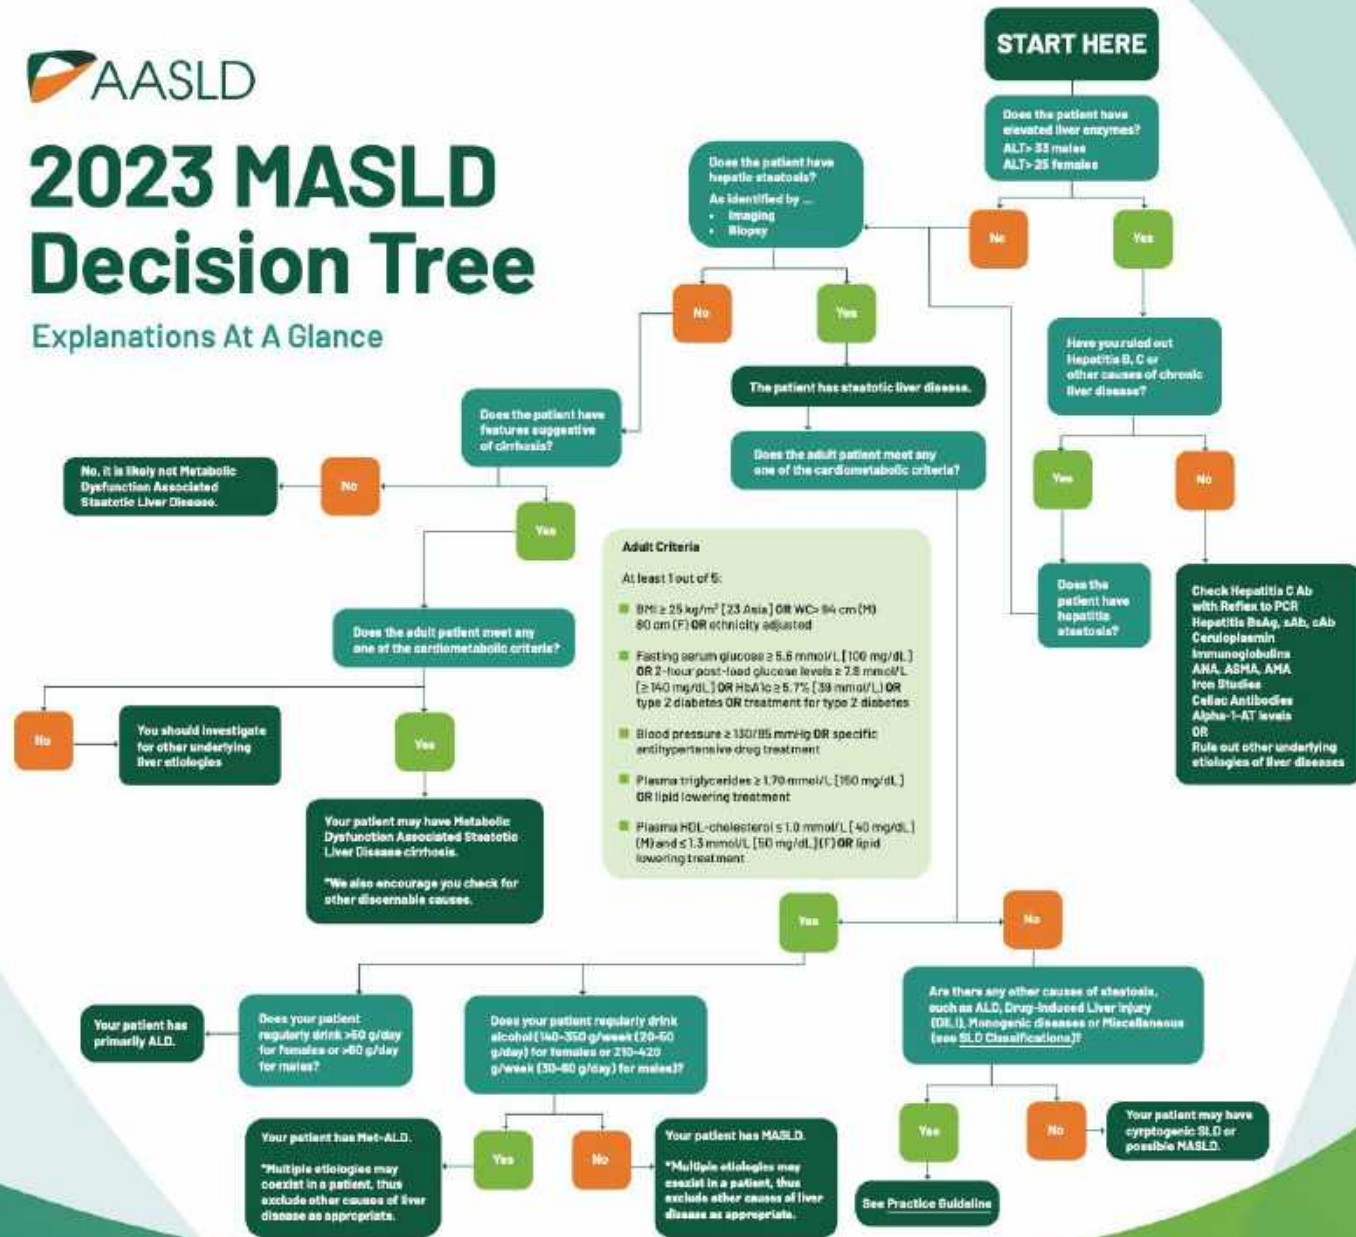 AASLD
2023 MASLD
Decision Tree
Explanations At A Glance
START HERE
Does the patient have
elevated liver enzymes?
ALT> 33 males
ALT> 25 females
No
Yes
Does the patient have
hepatic steatosis?
As identified by ...
• Imaging
• Biopsy
No
Yes
Have you ruled out
Hepatitis B, C or
other causes of chronic
liver disease?
Yes
No
Does the
patient have
hepatitis
steatosis?
Check Hepatitis C Ab
with Reflex to PCR
Hepatitis BsAg, sAb, cAb
Ceruloplasmin
Immunoglobulins
ANA, ASMA, AMA
Iron Studies
Celiac Antibodies
Alpha-1-AT levels
OR
Rule out other underlying
etiologies of liver diseases
The patient has steatotic liver disease.
Does the adult patient meet any
one of the cardiometabolic criteria?
Does the patient have
features suggestive
of cirrhosis?
No
No, it is likely not Metabolic
Dysfunction Associated
Steatotic Liver Disease.
Yes
Does the adult patient meet any
one of the cardiometabolic criteria?
No
You should investigate
for other underlying
liver etiologies
Yes
Your patient may have Metabolic
Dysfunction Associated Steatotic
Liver Disease cirrhosis.
*We also encourage you check for
other discernable causes.
Adult Criteria
At least 1 out of 5:
BMI ≥ 25 kg/m² [23 Asia] OR WC> 94 cm (M)
80 cm (F) OR ethnicity adjusted
Fasting serum glucose ≥ 5.6 mmol/L [100 mg/dL]
OR 2-hour post-load glucose levels ≥ 7.8 mmol/L
[≥ 140 mg/dL] OR HbA1c ≥ 5.7% [39 mmol/L] OR
type 2 diabetes OR treatment for type 2 diabetes
Blood pressure ≥ 130/85 mmHg OR specific
antihypertensive drug treatment
Plasma triglycerides ≥ 1.70 mmol/L [150 mg/dL]
OR lipid lowering treatment
Plasma HDL-cholesterol ≤ 1.0 mmol/L [40 mg/dL]
(M) and ≤ 1.3 mmol/L [50 mg/dL] (F) OR lipid
lowering treatment
Yes
No
Your patient has
primarily ALD.
Does your patient
regularly drink >50 g/day
for females or >60 g/day
for males?
Does your patient regularly drink
alcohol (140-350 g/week (20-50
g/day) for females or 210-420
g/week (30-60 g/day) for males)?
Are there any other causes of steatosis,
such as ALD, Drug-Induced Liver Injury
(DILI), Monogenic diseases or Miscellaneous
(see SLD Classifications)?
Your patient has Met-ALD.
*Multiple etiologies may
coexist in a patient, thus
exclude other causes of liver
disease as appropriate.
Yes
No
Your patient has MASLD.
*Multiple etiologies may
coexist in a patient, thus
exclude other causes of liver
disease as appropriate.
Yes
No
Your patient may have
cyrptogenic SLD or
possible MASLD.
See Practice Guideline